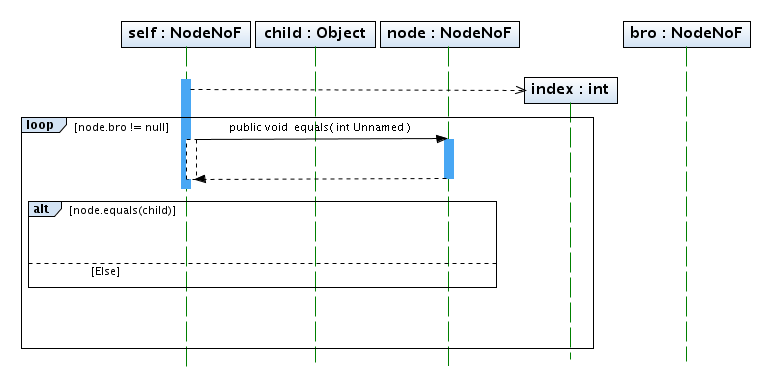 self : NodeNoF child : Object node : NodeNoF bro : NodeNoF
index : int
loop [node.bro != null] public void equals( int Unnamed )
alt [node.equals(child)]
[Else]